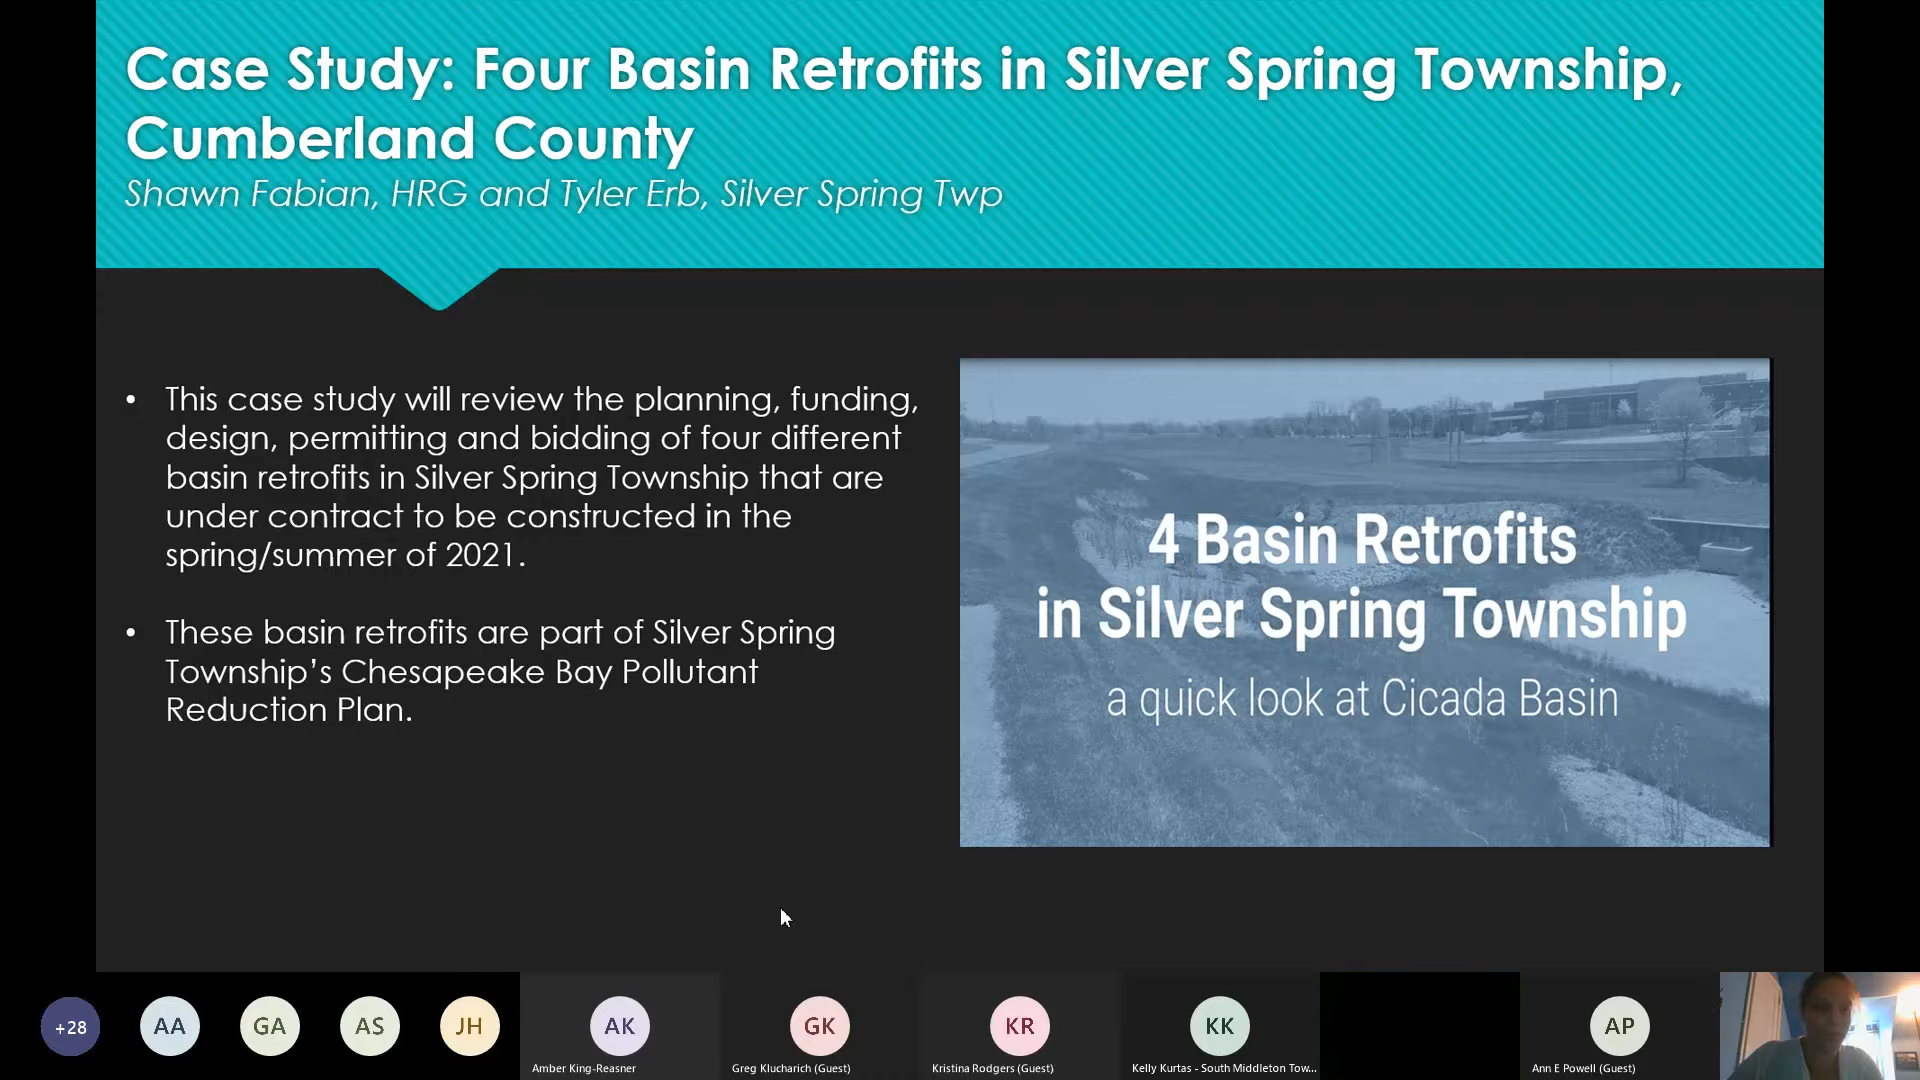 Case Study: Four Basin Retrofits in Silver Spring Township,
Cumberland County
Shawn Fabian, HRG and Tyler Erb, Silver Spring Twp
• This case study will review the planning, funding,
design, permitting and bidding of four different
basin retrofits in Silver Spring Township that are
under contract to be constructed in the
spring/summer of 2021.
• These basin retrofits are part of Silver Spring
Township’s Chesapeake Bay Pollutant
Reduction Plan.
4 Basin Retrofits
in Silver Spring Township
a quick look at Cicada Basin
+28
AA
GA
AS
JH
AK
GK
KR
KK
AP
Amber King-Reasner
Greg Klucharich (Guest)
Kristina Rodgers (Guest)
Kelly Kurtas - South Middleton Tow...
Ann E Powell (Guest)